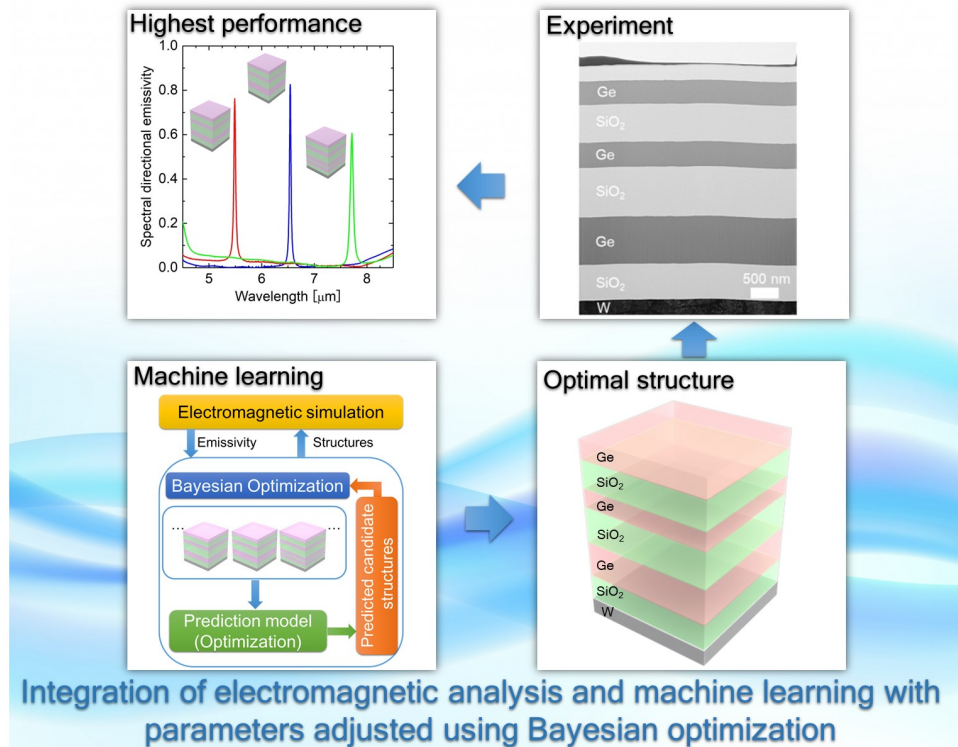 Highest performance
1.0
0.8
0.6
0.4
0.2
0.0
Spectral directional emissivity
5
6
7
8
Wavelength [μm]
Experiment
Ge
SiO₂
Ge
SiO₂
Ge
SiO₂
500 nm
W
Machine learning
Electromagnetic simulation
Emissivity
Structures
Bayesian Optimization
... ...
Prediction model
(Optimization)
Predicted candidate
structures
Optimal structure
Ge
SiO₂
Ge
SiO₂
Ge
SiO₂
W
Integration of electromagnetic analysis and machine learning with
parameters adjusted using Bayesian optimization